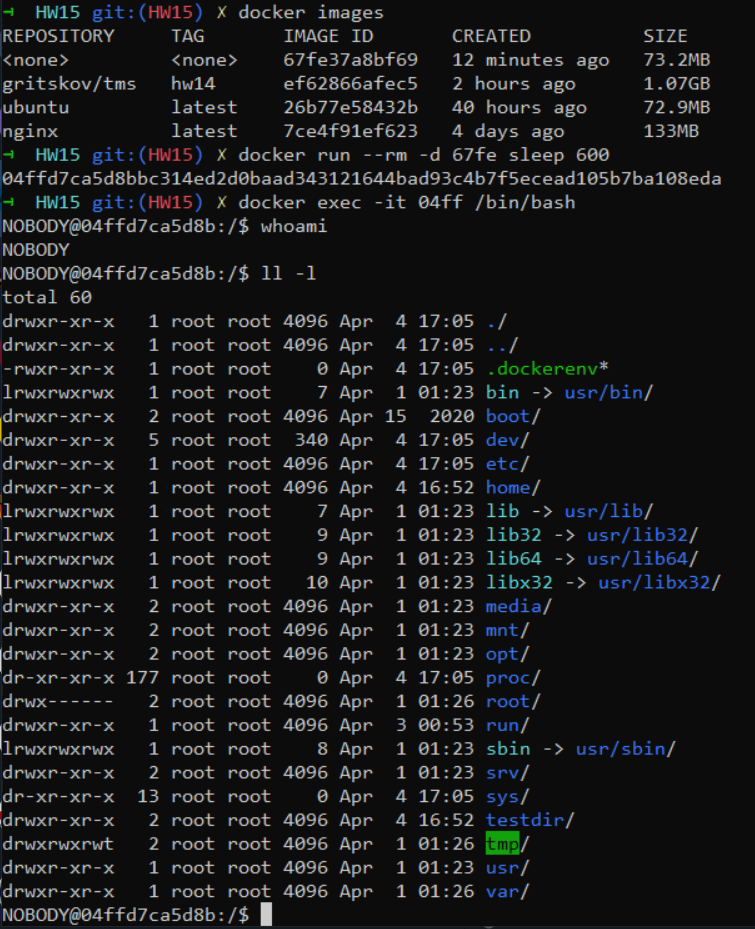 → HW15 git:(HW15) ✗ docker images
REPOSITORY     TAG       IMAGE ID       CREATED          SIZE
<none>         <none>    67fe37a8bf69   12 minutes ago   73.2MB
gritskov/tms   hw14      ef62866afec5   2 hours ago      1.07GB
ubuntu         latest    26b77e58432b   40 hours ago     72.9MB
nginx          latest    7ce4f91ef623   4 days ago       133MB
→ HW15 git:(HW15) ✗ docker run --rm -d 67fe sleep 600
04ffd7ca5d8bbc314ed2d0baad343121644bad93c4b7f5ecead105b7ba108eda
→ HW15 git:(HW15) ✗ docker exec -it 04ff /bin/bash
NOBODY@04ffd7ca5d8b:/$ whoami
NOBODY
NOBODY@04ffd7ca5d8b:/$ ll -l
total 60
drwxr-xr-x   1 root root 4096 Apr  4 17:05 ./
drwxr-xr-x   1 root root 4096 Apr  4 17:05 ../
-rwxr-xr-x   1 root root    0 Apr  4 17:05 .dockerenv*
lrwxrwxrwx   1 root root    7 Apr  1 01:23 bin -> usr/bin/
drwxr-xr-x   2 root root 4096 Apr 15  2020 boot/
drwxr-xr-x   5 root root  340 Apr  4 17:05 dev/
drwxr-xr-x   1 root root 4096 Apr  4 17:05 etc/
drwxr-xr-x   1 root root 4096 Apr  4 16:52 home/
lrwxrwxrwx   1 root root    7 Apr  1 01:23 lib -> usr/lib/
lrwxrwxrwx   1 root root    9 Apr  1 01:23 lib32 -> usr/lib32/
lrwxrwxrwx   1 root root    9 Apr  1 01:23 lib64 -> usr/lib64/
lrwxrwxrwx   1 root root   10 Apr  1 01:23 libx32 -> usr/libx32/
drwxr-xr-x   2 root root 4096 Apr  1 01:23 media/
drwxr-xr-x   2 root root 4096 Apr  1 01:23 mnt/
drwxr-xr-x   2 root root 4096 Apr  1 01:23 opt/
dr-xr-xr-x 177 root root    0 Apr  4 17:05 proc/
drwx------   2 root root 4096 Apr  1 01:26 root/
drwxr-xr-x   1 root root 4096 Apr  3 00:53 run/
lrwxrwxrwx   1 root root    8 Apr  1 01:23 sbin -> usr/sbin/
drwxr-xr-x   2 root root 4096 Apr  1 01:23 srv/
dr-xr-xr-x  13 root root    0 Apr  4 17:05 sys/
drwxr-xr-x   2 root root 4096 Apr  4 16:52 testdir/
drwxrwxrwt   2 root root 4096 Apr  1 01:26 tmp/
drwxr-xr-x   1 root root 4096 Apr  1 01:23 usr/
drwxr-xr-x   1 root root 4096 Apr  1 01:26 var/
NOBODY@04ffd7ca5d8b:/$